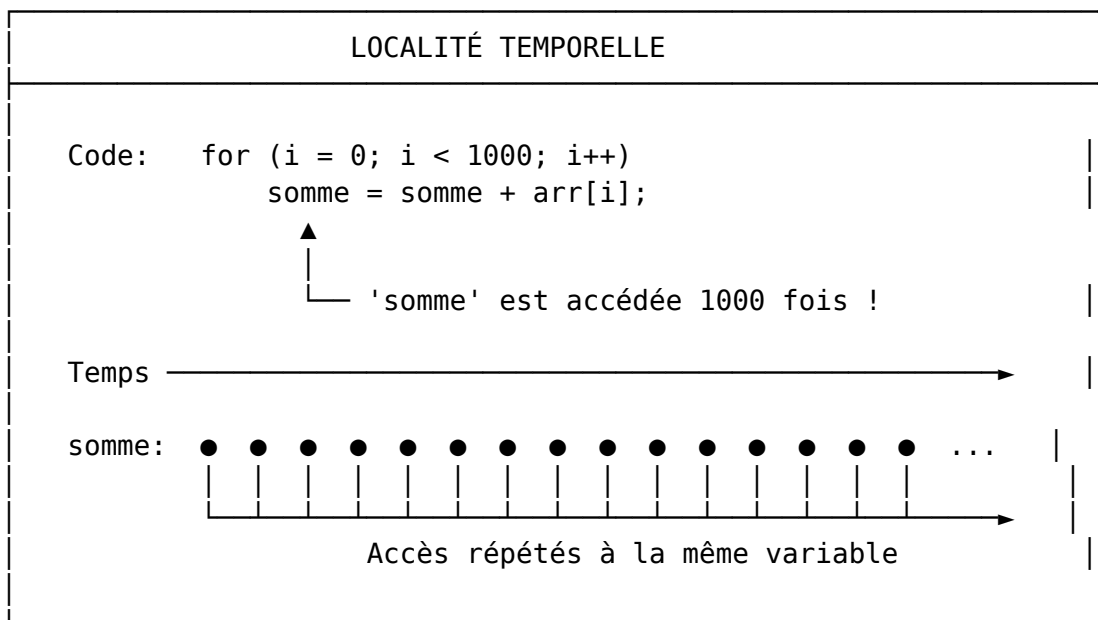 LOCALITÉ TEMPORELLE
Code: for (i = 0; i < 1000; i++)
somme = somme + arr[i];
'somme' est accédée 1000 fois !
Temps
somme: ● ● ● ● ● ● ● ● ● ● ● ● ● ● ● ...
Accès répétés à la même variable